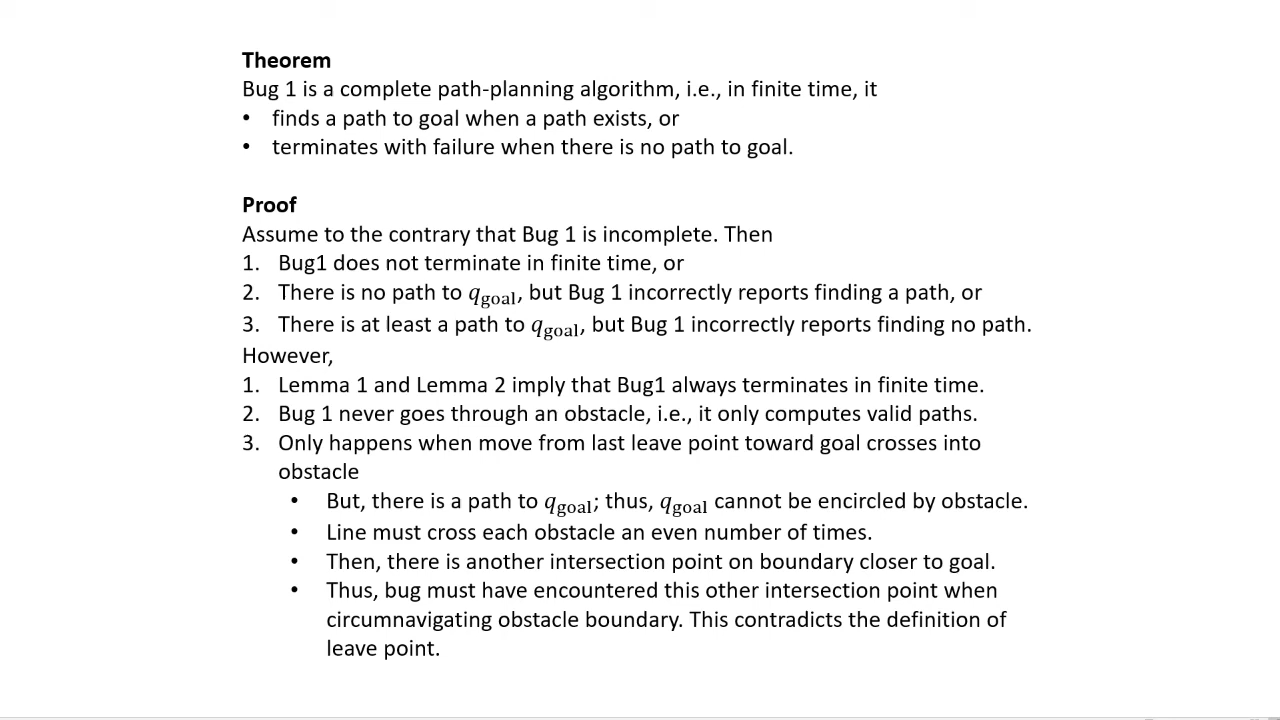 Theorem
Bug 1 is a complete path-planning algorithm, i.e., in finite time, it
• finds a path to goal when a path exists, or
• terminates with failure when there is no path to goal.
Proof
Assume to the contrary that Bug 1 is incomplete. Then
1. Bug1 does not terminate in finite time, or
2. There is no path to q_goal, but Bug 1 incorrectly reports finding a path, or
3. There is at least a path to q_goal, but Bug 1 incorrectly reports finding no path.
However,
1. Lemma 1 and Lemma 2 imply that Bug1 always terminates in finite time.
2. Bug 1 never goes through an obstacle, i.e., it only computes valid paths.
3. Only happens when move from last leave point toward goal crosses into
obstacle
• But, there is a path to q_goal; thus, q_goal cannot be encircled by obstacle.
• Line must cross each obstacle an even number of times.
• Then, there is another intersection point on boundary closer to goal.
• Thus, bug must have encountered this other intersection point when
circumnavigating obstacle boundary. This contradicts the definition of
leave point.